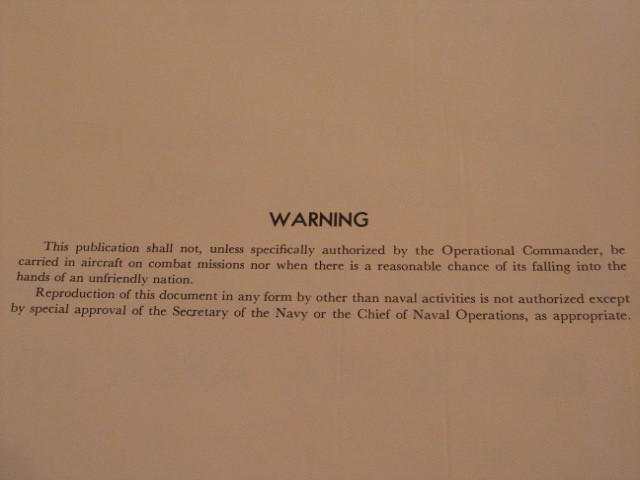 WARNING
This publication shall not, unless specifically authorized by the Operational Commander, be
carried in aircraft on combat missions nor when there is a reasonable chance of its falling into the
hands of an unfriendly nation.
Reproduction of this document in any form by other than naval activities is not authorized except
by special approval of the Secretary of the Navy or the Chief of Naval Operations, as appropriate.